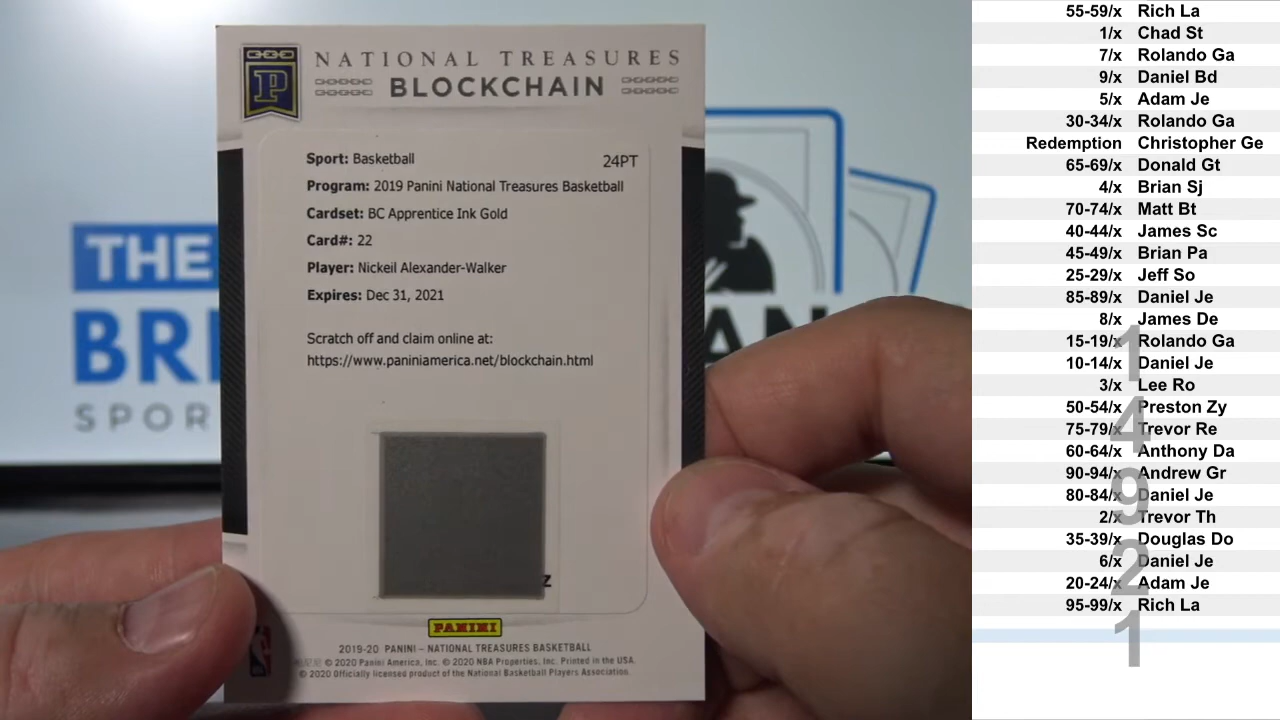 NATIONAL TREASURES
BLOCKCHAIN
P
Sport: Basketball
24PT
Program: 2019 Panini National Treasures Basketball
Cardset: BC Apprentice Ink Gold
Card#: 22
Player: Nickeil Alexander-Walker
Expires: Dec 31, 2021
Scratch off and claim online at:
https://www.paniniamerica.net/blockchain.html
Z
PANINI
2019-20 PANINI – NATIONAL TREASURES BASKETBALL
© 2020 Panini America, Inc. © 2020 NBA Properties, Inc. Printed in the USA.
© 2020 Officially licensed product of the National Basketball Players Association.
THE
BRE
SPOR
AN
55-59/x Rich La
1/x Chad St
7/x Rolando Ga
9/x Daniel Bd
5/x Adam Je
30-34/x Rolando Ga
Redemption Christopher Ge
65-69/x Donald Gt
4/x Brian Sj
70-74/x Matt Bt
40-44/x James Sc
45-49/x Brian Pa
25-29/x Jeff So
85-89/x Daniel Je
8/x James De
15-19/x Rolando Ga
10-14/x Daniel Je
3/x Lee Ro
50-54/x Preston Zy
75-79/x Trevor Re
60-64/x Anthony Da
90-94/x Andrew Gr
80-84/x Daniel Je
2/x Trevor Th
35-39/x Douglas Do
6/x Daniel Je
20-24/x Adam Je
95-99/x Rich La
1
4
9
2
1